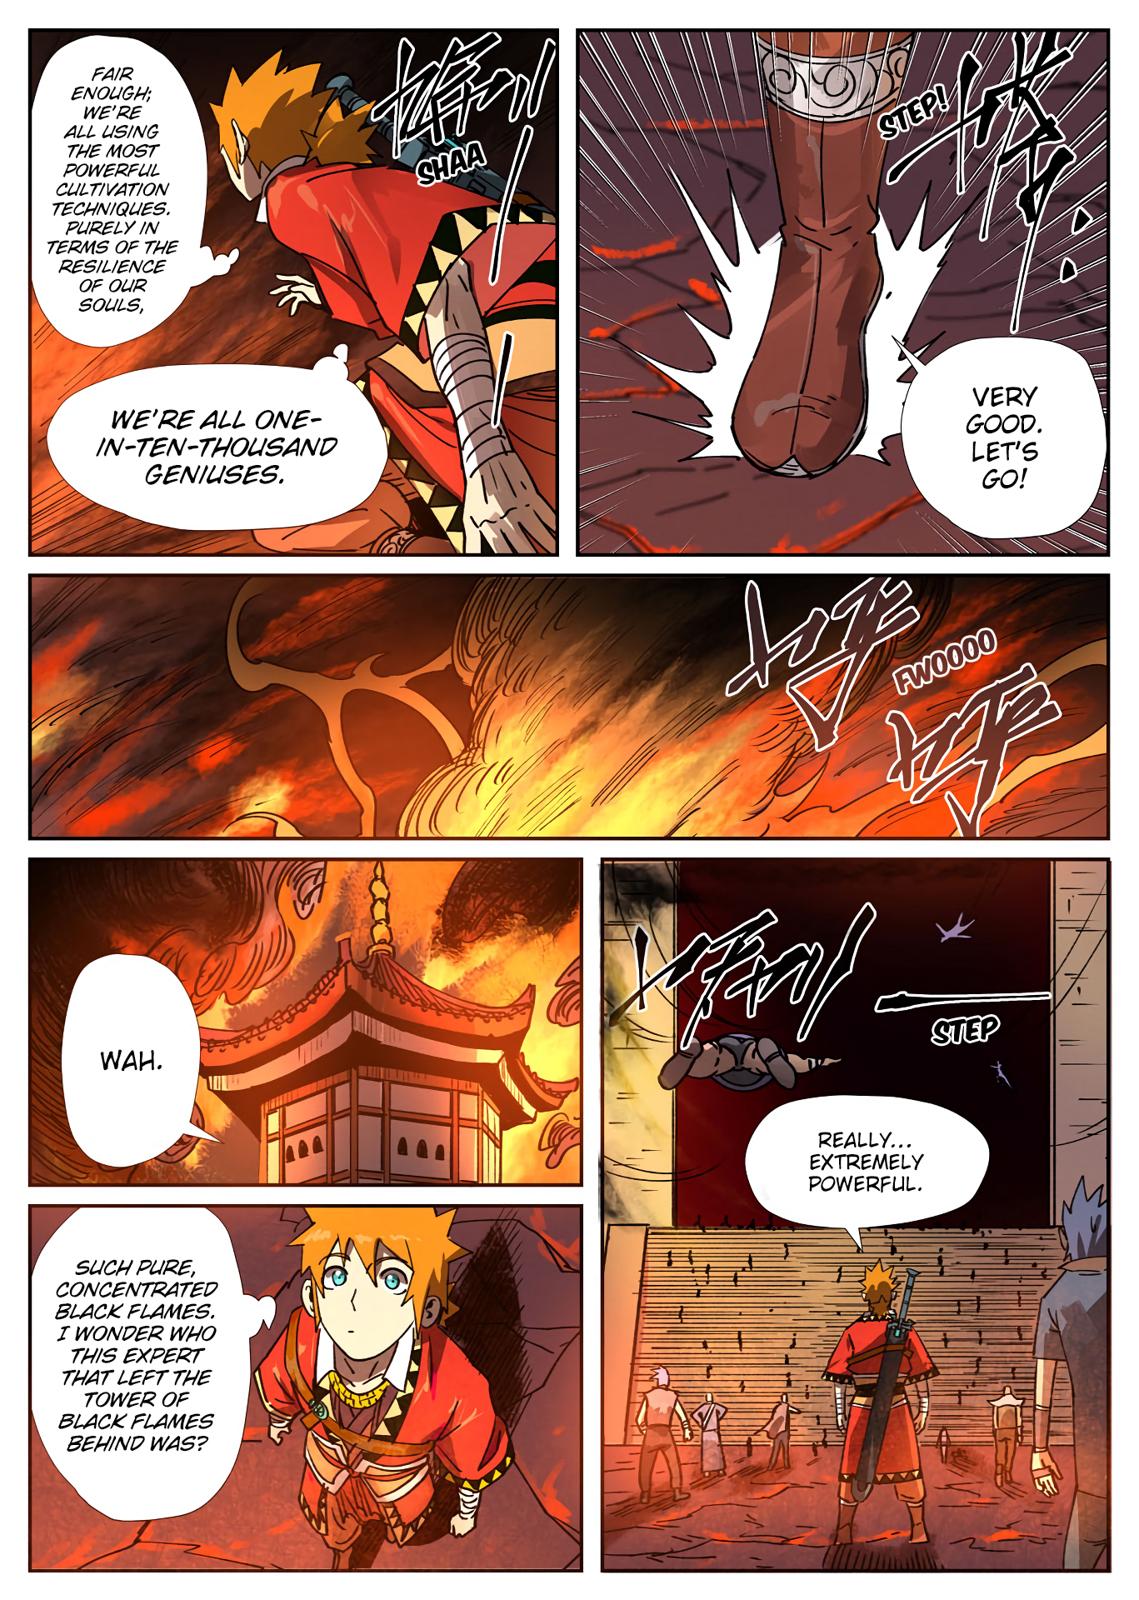 FAIR
ENOUGH;
WE'RE
ALL USING
THE MOST
POWERFUL
CULTIVATION
TECHNIQUES.
PURELY IN
TERMS OF THE
RESILIENCE
OF OUR
SOULS,
SHAA
WE'RE ALL ONE-
IN-TEN-THOUSAND
GENIUSES.
STEP!
VERY
GOOD.
LET'S
GO!
FWOOOO
WAH.
STEP
REALLY...
EXTREMELY
POWERFUL.
SUCH PURE,
CONCENTRATED
BLACK FLAMES.
I WONDER WHO
THIS EXPERT
THAT LEFT THE
TOWER OF
BLACK FLAMES
BEHIND WAS?